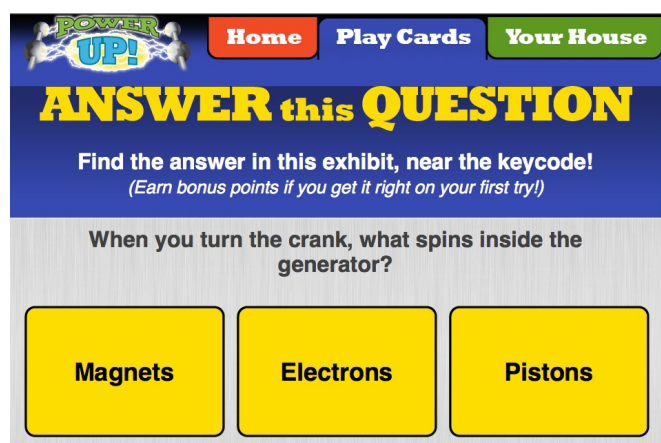 POWER
UP!
Home
Play Cards
Your House
ANSWER this QUESTION
Find the answer in this exhibit, near the keycode!
(Earn bonus points if you get it right on your first try!)
When you turn the crank, what spins inside the
generator?
Magnets
Electrons
Pistons